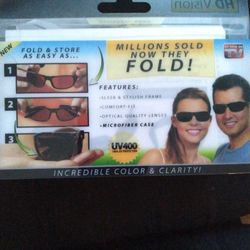 HD Vision
NEW
FOLD & STORE
AS EASY AS...
MILLIONS SOLD
NOW THEY
FOLD!
1
2
3
FEATURES:
- SLEEK & STYLISH FRAME
- COMFORT-FIT
- OPTICAL QUALITY LENSES
- MICROFIBER CASE
UV400
INCREDIBLE COLOR & CLARITY!